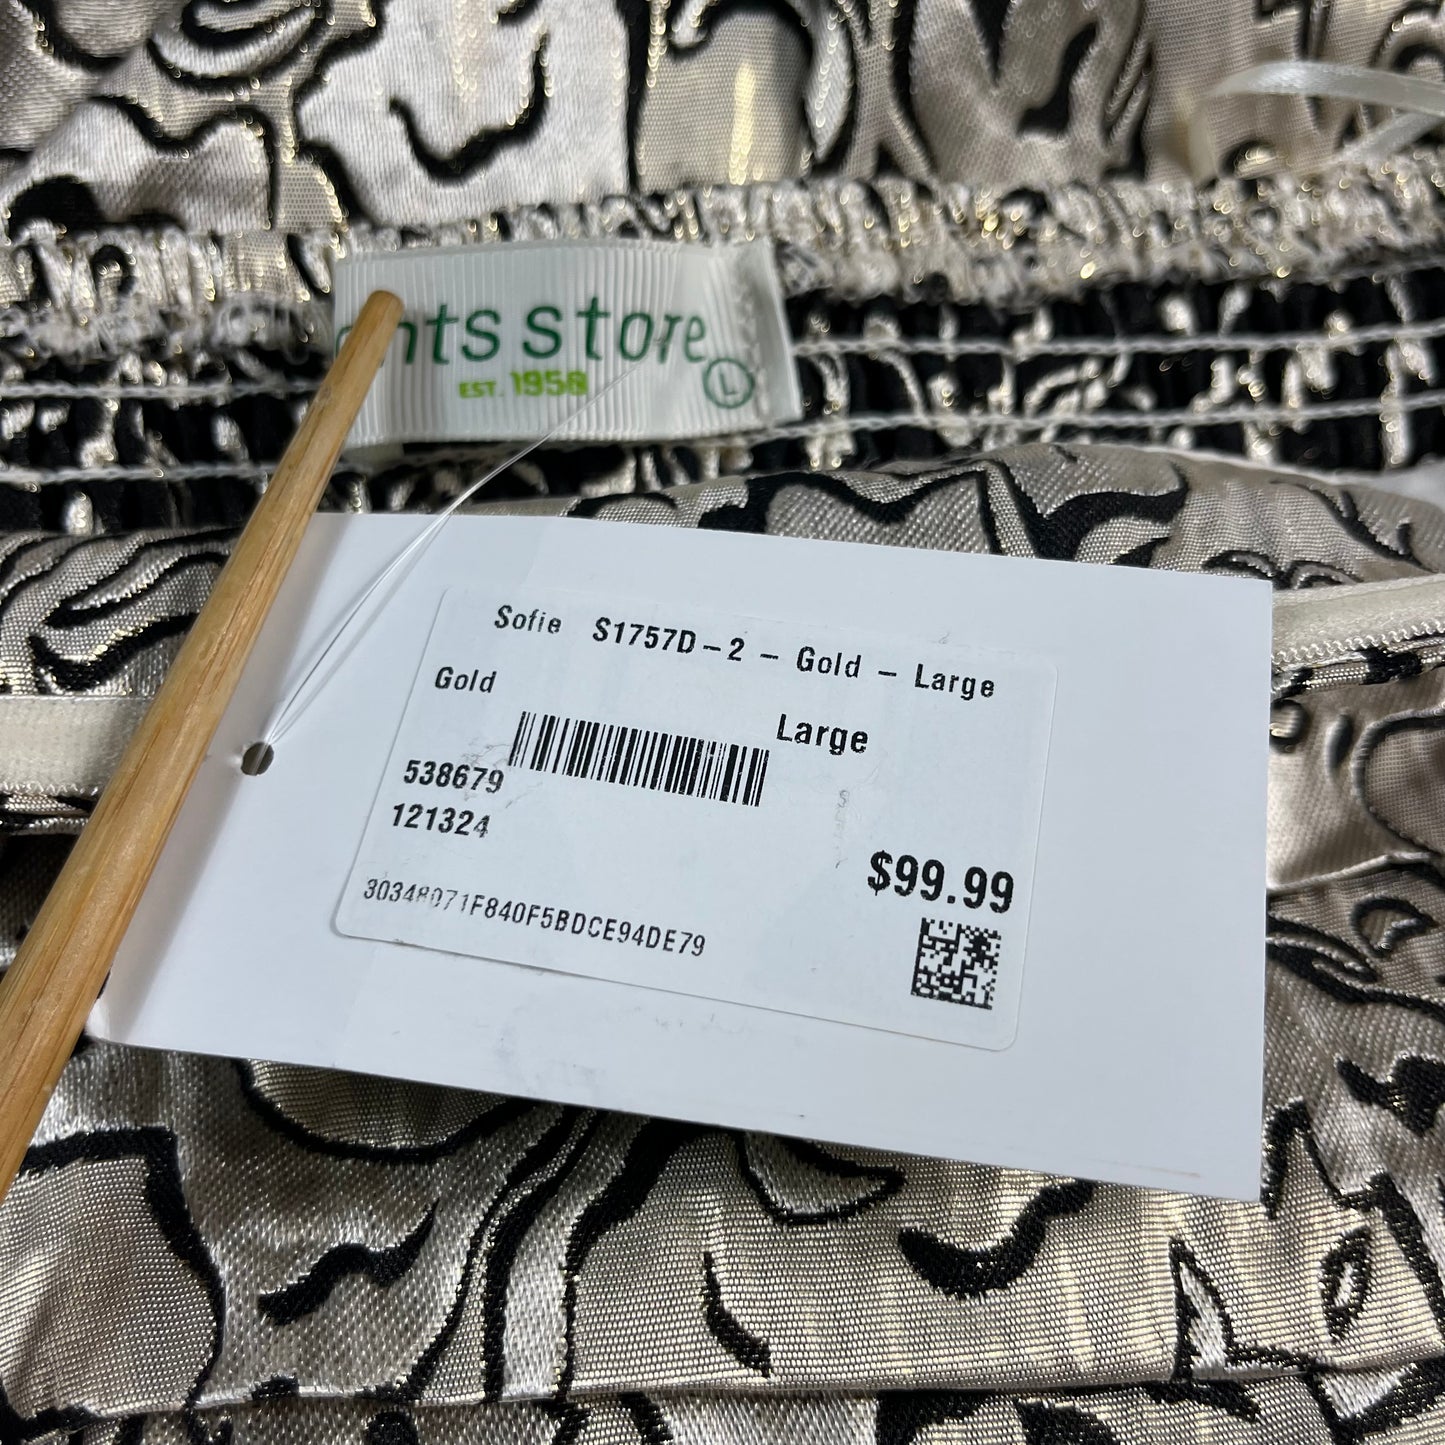 nts store
EST. 1958
L
Sofie S1757D-2 - Gold - Large
Gold
Large
538679
121324
$99.99
30348071F840F5BDCE94DE79